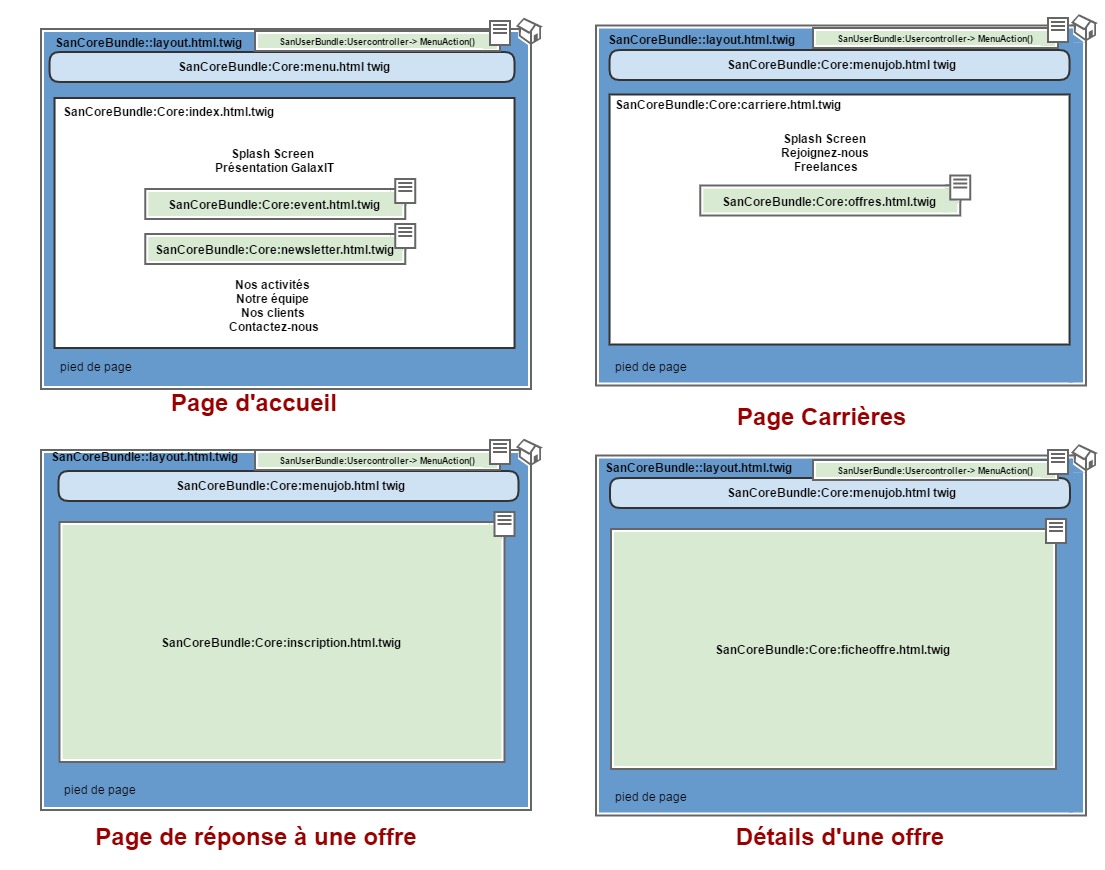 SanCoreBundle::layout.html.twig
SanUserBundle:Usercontroller-> MenuAction()
SanCoreBundle:Core:menu.html twig
SanCoreBundle:Core:index.html.twig
Splash Screen
Présentation GalaxIT
SanCoreBundle:Core:event.html.twig
SanCoreBundle:Core:newsletter.html.twig
Nos activités
Notre équipe
Nos clients
Contactez-nous
pied de page
Page d'accueil
SanCoreBundle::layout.html.twig
SanUserBundle:Usercontroller-> MenuAction()
SanCoreBundle:Core:menujob.html twig
SanCoreBundle:Core:carriere.html.twig
Splash Screen
Rejoignez-nous
Freelances
SanCoreBundle:Core:offres.html.twig
pied de page
Page Carrières
SanCoreBundle::layout.html.twig
SanUserBundle:Usercontroller-> MenuAction()
SanCoreBundle:Core:menujob.html twig
SanCoreBundle:Core:inscription.html.twig
pied de page
Page de réponse à une offre
SanCoreBundle::layout.html.twig
SanUserBundle:Usercontroller-> MenuAction()
SanCoreBundle:Core:menujob.html twig
SanCoreBundle:Core:ficheoffre.html.twig
pied de page
Détails d'une offre